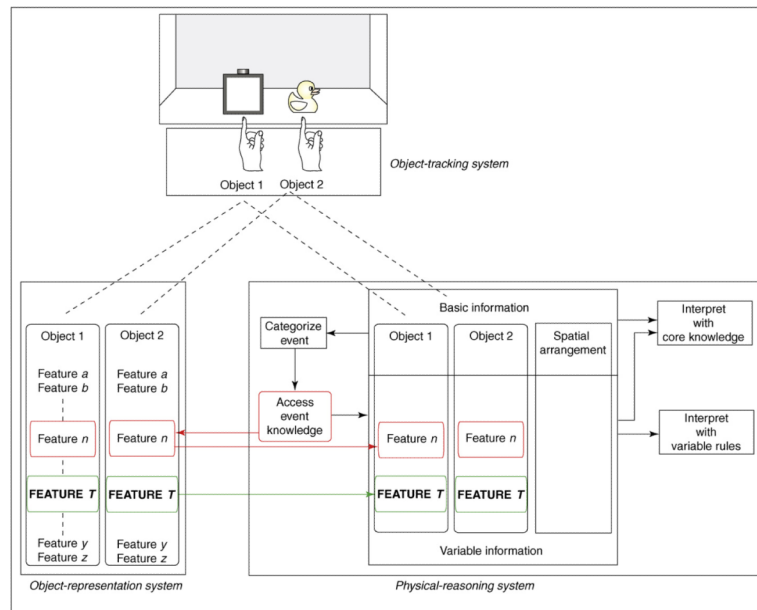 Object 1
Object 2
Object-tracking system
Object 1
Object 2
Feature a
Feature b
Feature a
Feature b
Feature n
Feature n
FEATURE T
FEATURE T
Feature y
Feature z
Feature y
Feature z
Object-representation system
Categorize
event
Access
event
knowledge
Basic information
Object 1
Object 2
Spatial
arrangement
Feature n
Feature n
FEATURE T
FEATURE T
Variable information
Interpret
with
core knowledge
Interpret
with
variable rules
Physical-reasoning system